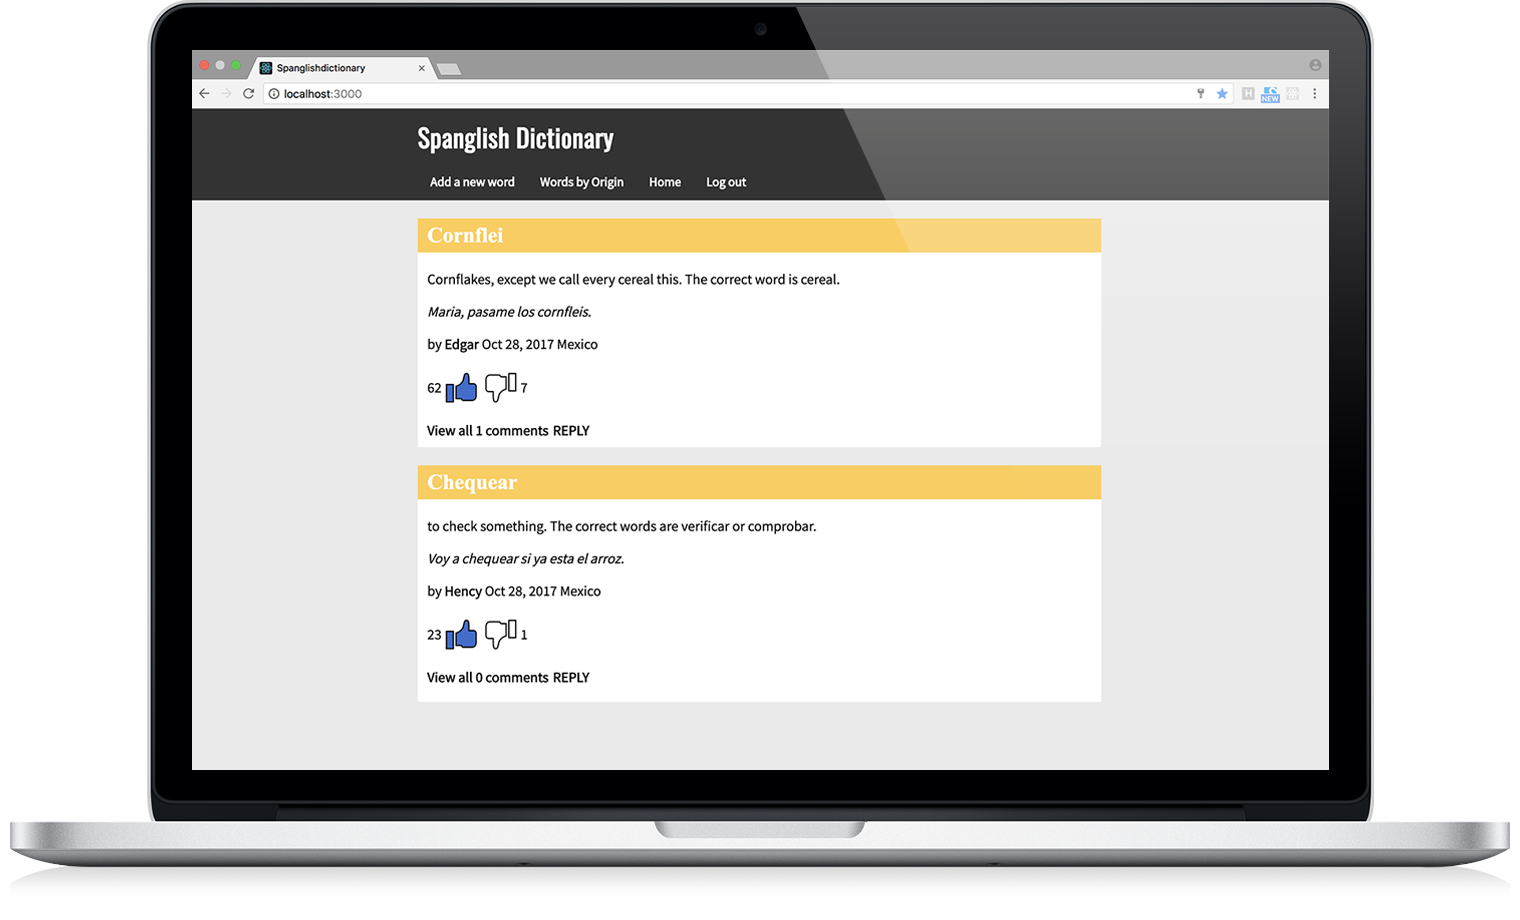 Spanglishdictionary
localhost:3000
NEW
Spanglish Dictionary
Add a new word Words by Origin Home Log out
Cornflei
Cornflakes, except we call every cereal this. The correct word is cereal.
Maria, pasame los cornfleis.
by Edgar Oct 28, 2017 Mexico
62 7
View all 1 comments REPLY
Chequear
to check something. The correct words are verificar or comprobar.
Voy a chequear si ya esta el arroz.
by Hency Oct 28, 2017 Mexico
23 1
View all 0 comments REPLY